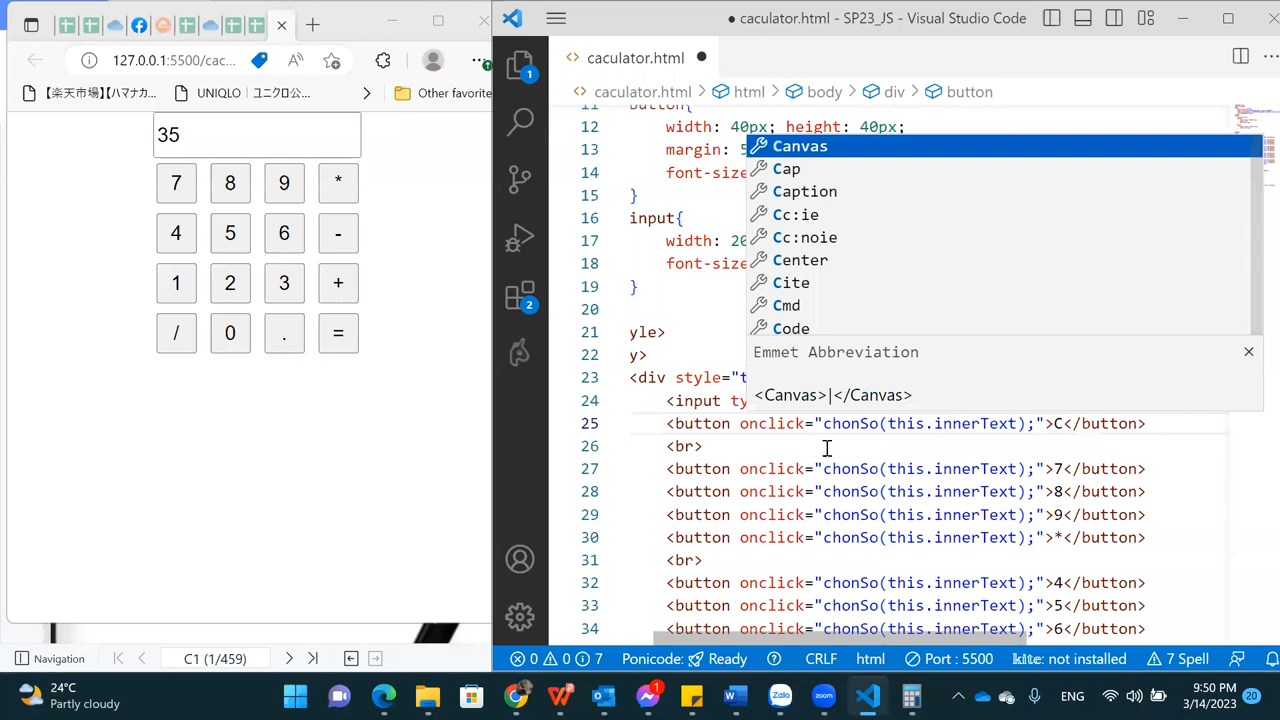 caculator.html - SP23_JS - Visual Studio Code
127.0.0.1:5500/cac...
【楽天市場】【ハマナカ...
UNIQLO｜ユニクロ公...
Other favorite
35
7 8 9 *
4 5 6 -
1 2 3 +
/ 0 . =
<> caculator.html
<> caculator.html > html > body > div > button
1
2
11 button{
12 width: 40px; height: 40px;
13 margin: 5
14 font-size
15 }
16 input{
17 width: 20
18 font-size
19 }
20
21 yle>
22 y>
23 <div style="t
24 <input ty
25 <button onclick="chonSo(this.innerText);">C</button>
26 <br>
27 <button onclick="chonSo(this.innerText);">7</button>
28 <button onclick="chonSo(this.innerText);">8</button>
29 <button onclick="chonSo(this.innerText);">9</button>
30 <button onclick="chonSo(this.innerText);">*</button>
31 <br>
32 <button onclick="chonSo(this.innerText);">4</button>
33 <button onclick="chonSo(this.innerText);">5</button>
34 <button onclick="chonSo(this.innerText);">6</button>
Canvas
Cap
Caption
Cc:ie
Cc:noie
Center
Cite
Cmd
Code
Emmet Abbreviation
<Canvas>|</Canvas>
Navigation
C1 (1/459)
0 0 7 Ponicode: Ready CRLF html Port : 5500 kite: not installed 7 Spell
24°C
Partly cloudy
1
ENG
9:50 PM
3/14/2023
20